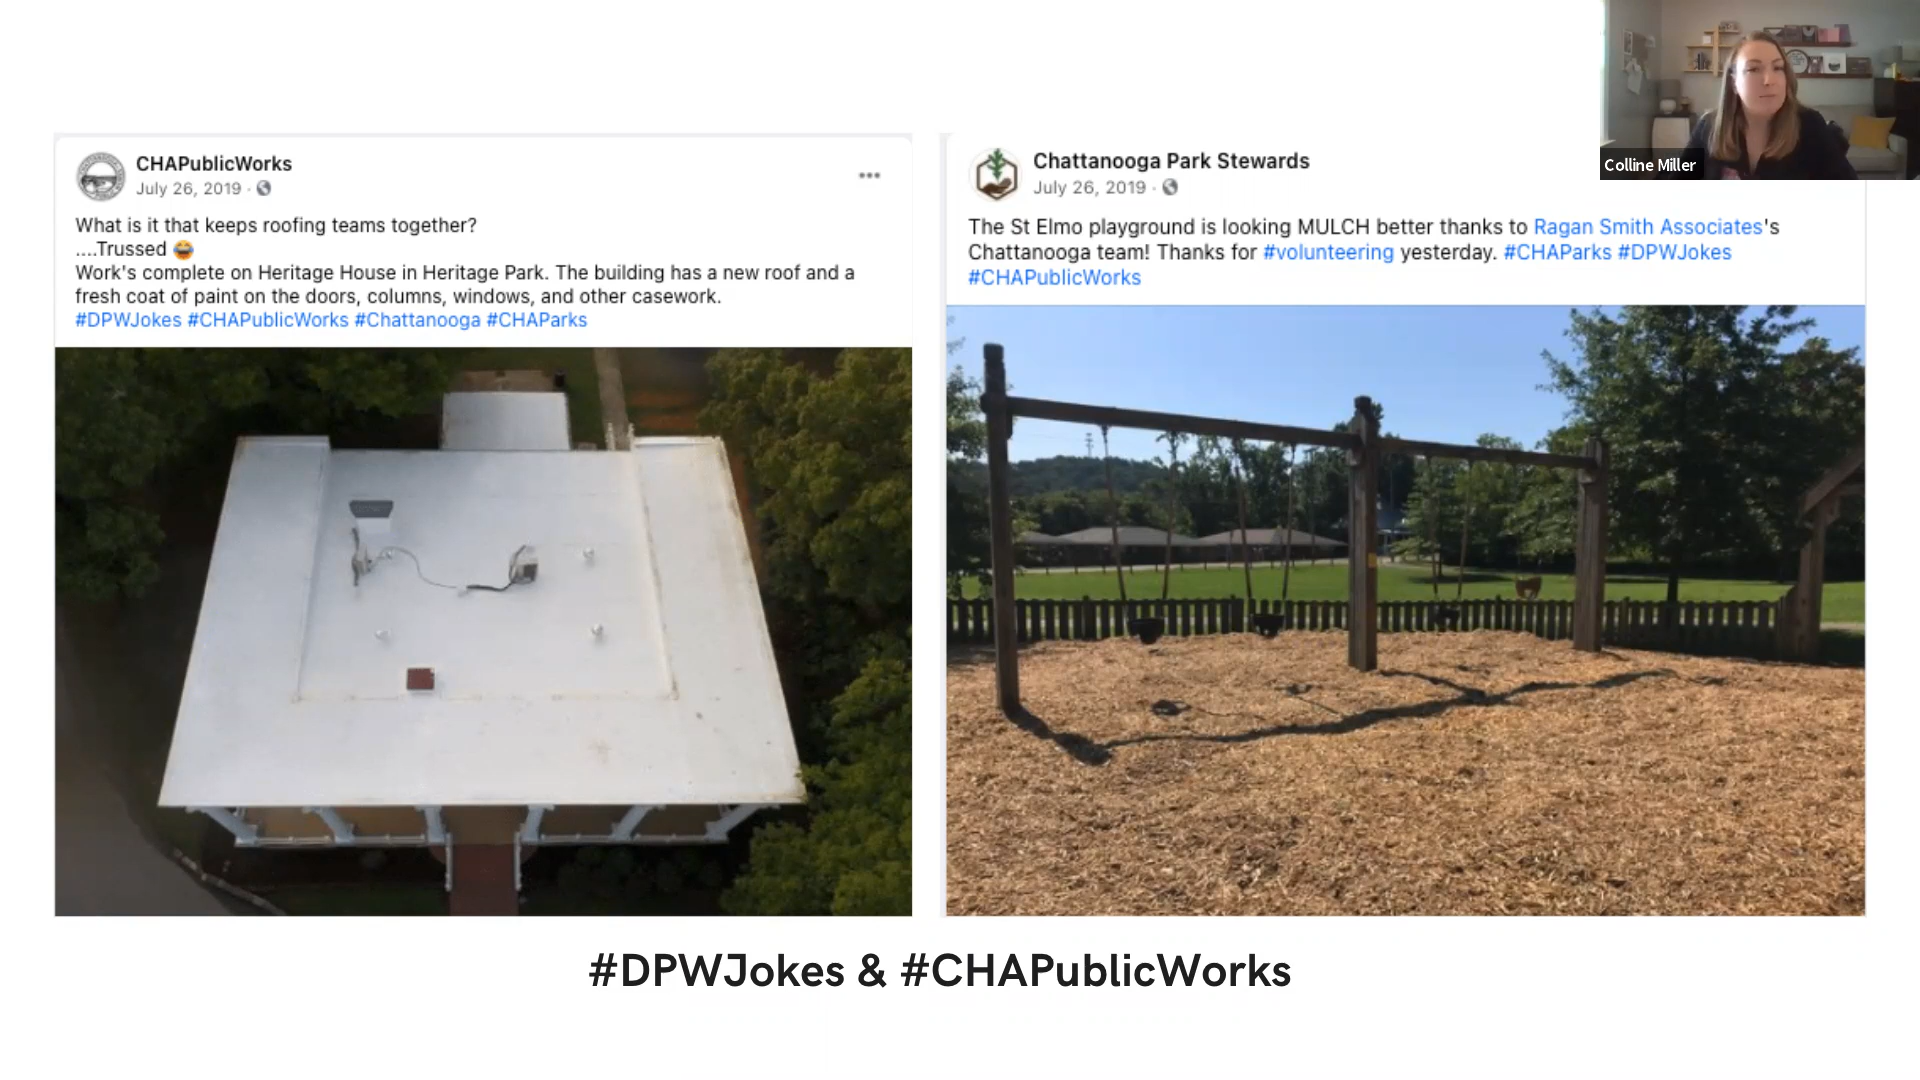 Colline Miller
CHAPublicWorks
July 26, 2019 ·
What is it that keeps roofing teams together?
....Trussed 😂
Work's complete on Heritage House in Heritage Park. The building has a new roof and a
fresh coat of paint on the doors, columns, windows, and other casework.
#DPWJokes #CHAPublicWorks #Chattanooga #CHAParks
Chattanooga Park Stewards
July 26, 2019 ·
The St Elmo playground is looking MULCH better thanks to Ragan Smith Associates's
Chattanooga team! Thanks for #volunteering yesterday. #CHAParks #DPWJokes
#CHAPublicWorks
#DPWJokes & #CHAPublicWorks